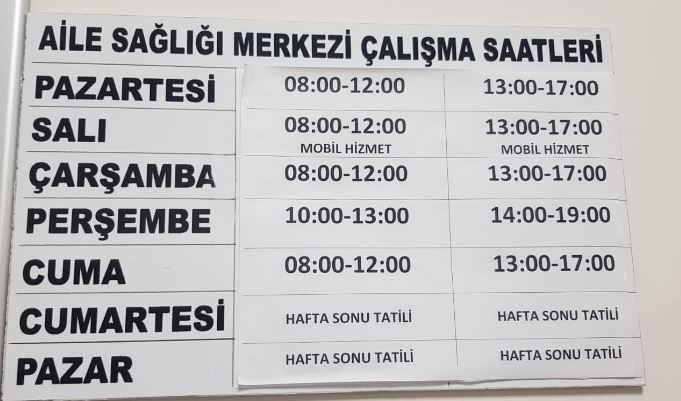 AİLE SAĞLIĞI MERKEZİ ÇALIŞMA SAATLERİ
PAZARTESİ 08:00-12:00 13:00-17:00
SALI 08:00-12:00 13:00-17:00
MOBİL HİZMET MOBİL HİZMET
ÇARŞAMBA 08:00-12:00 13:00-17:00
PERŞEMBE 10:00-13:00 14:00-19:00
CUMA 08:00-12:00 13:00-17:00
CUMARTESİ HAFTA SONU TATİLİ HAFTA SONU TATİLİ
PAZAR HAFTA SONU TATİLİ HAFTA SONU TATİLİ